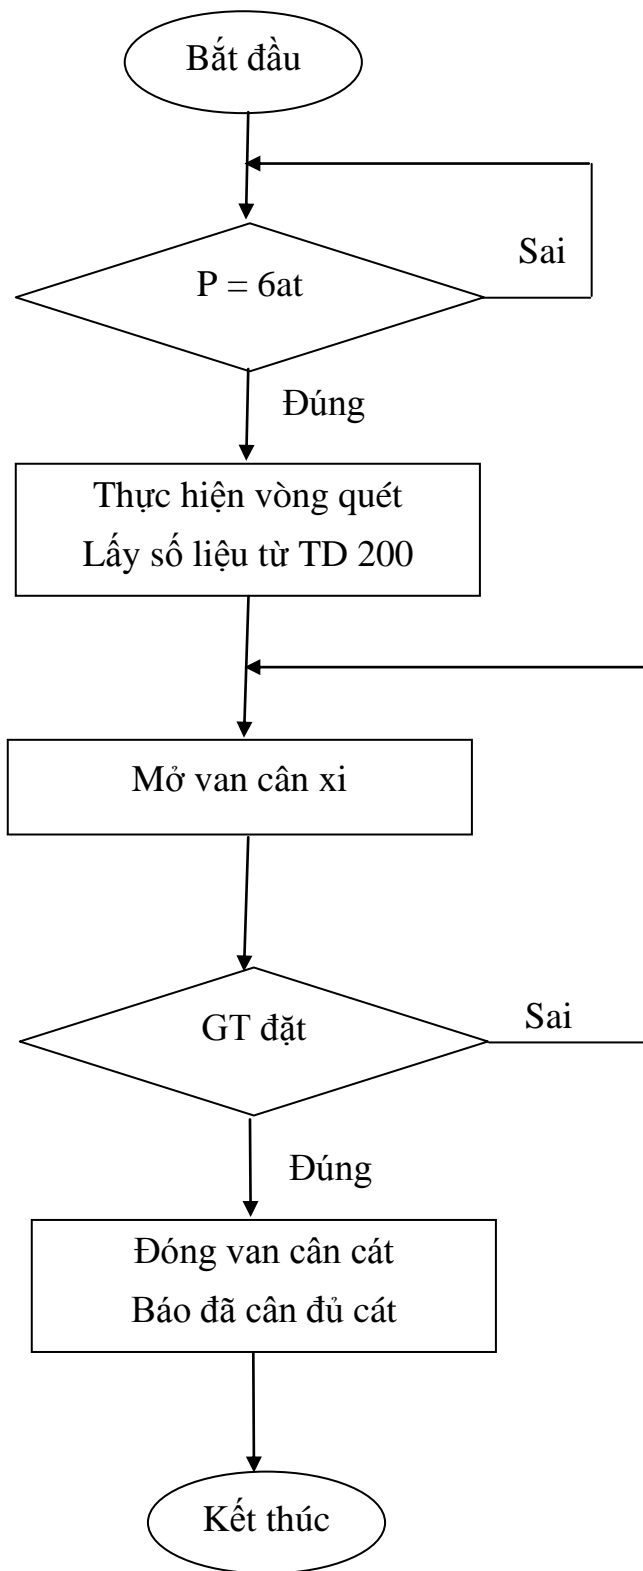 Bắt đầu
Sai
P = 6at
Đúng
Thực hiện vòng quét
Lấy số liệu từ TD 200
Mở van cân xi
GT đặt
Sai
Đúng
Đóng van cân cát
Báo đã cân đủ cát
Kết thúc